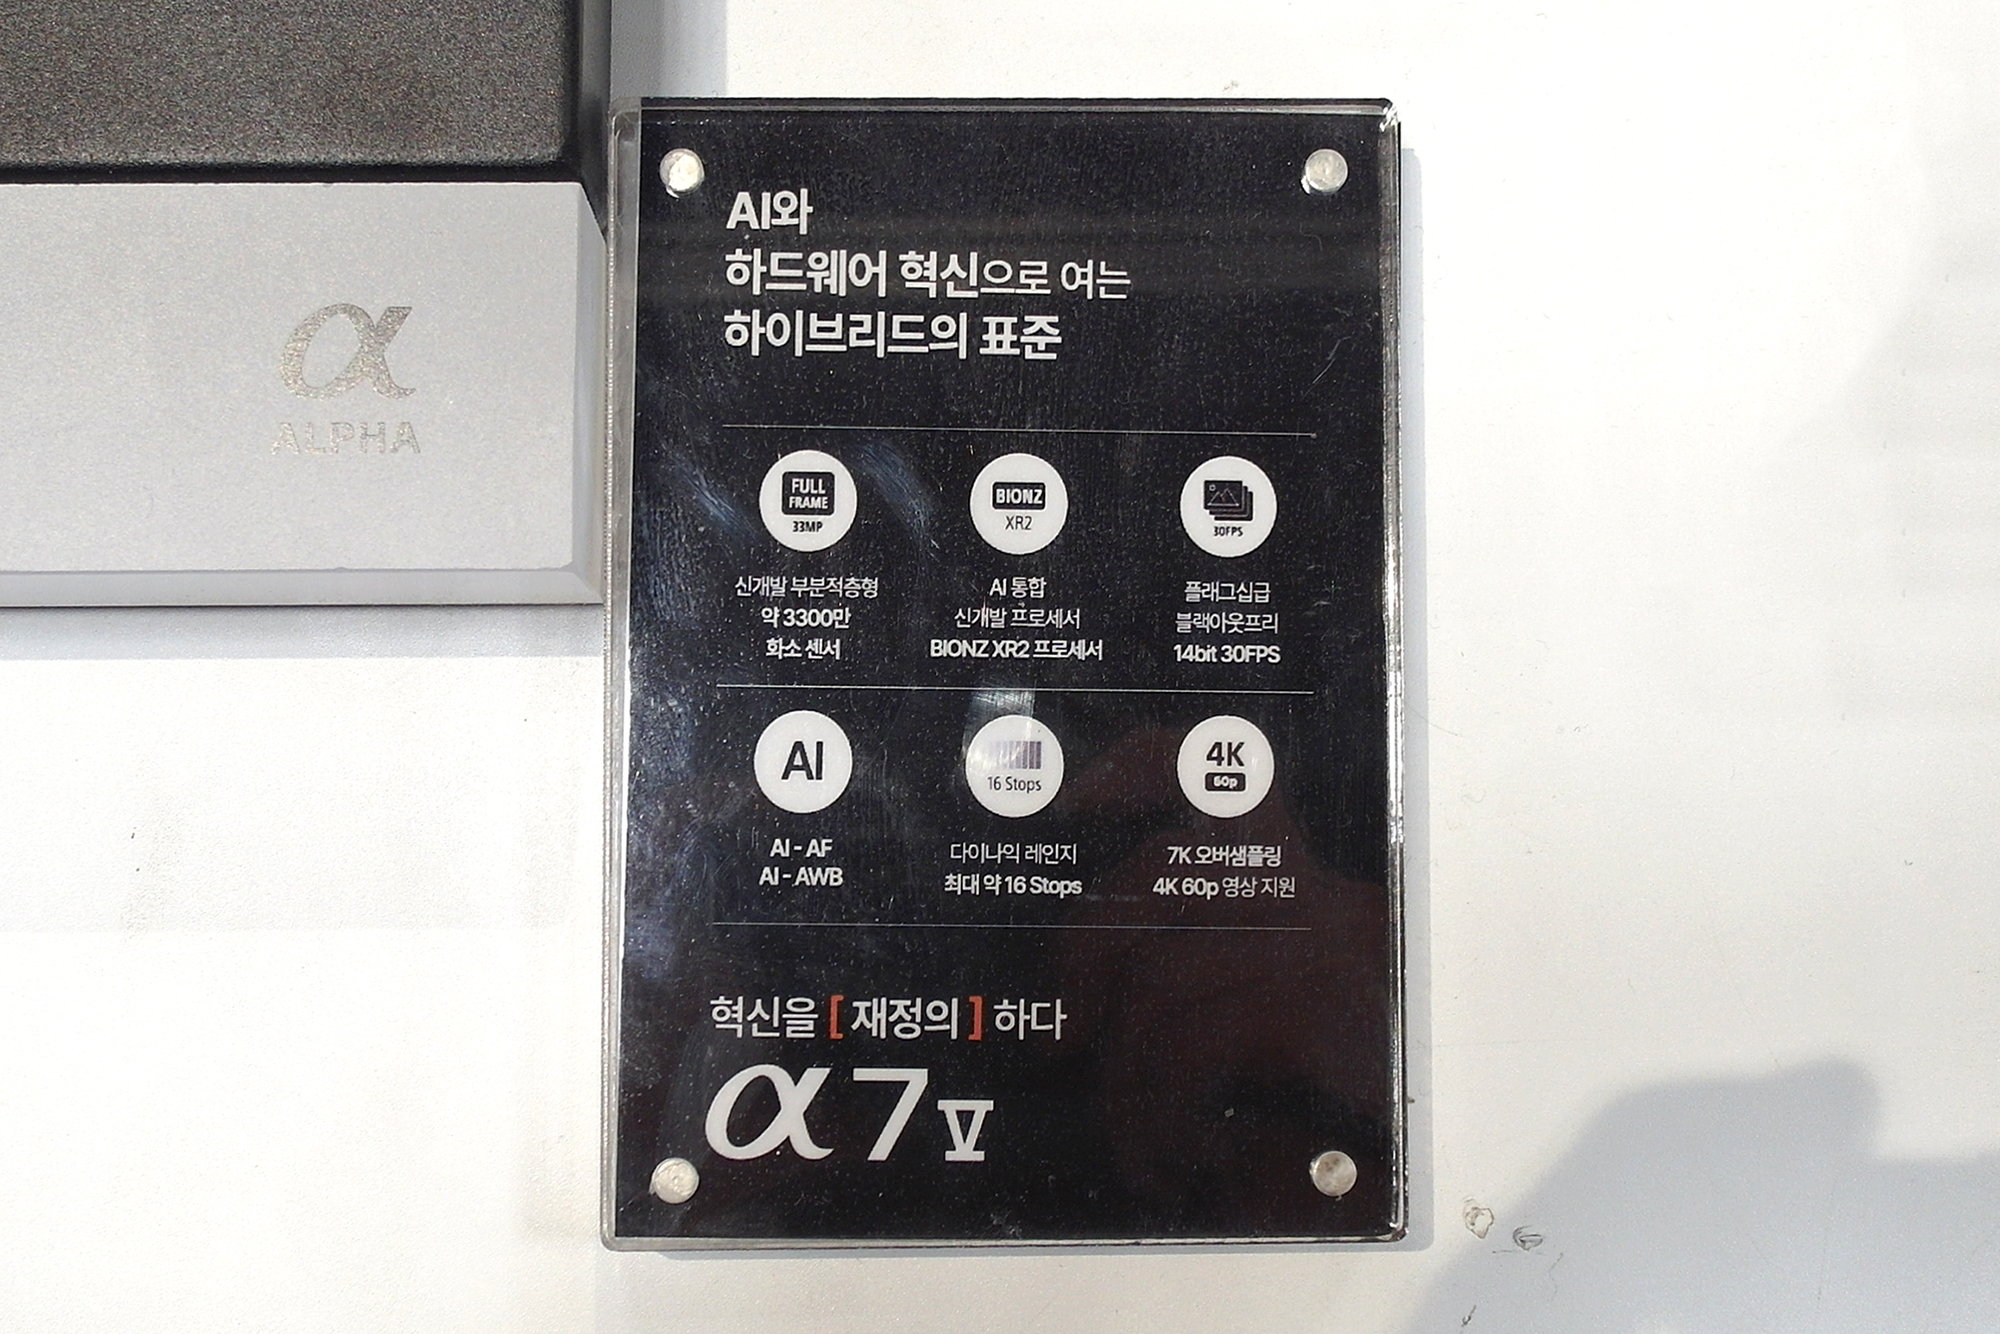 α
ALPHA
AI와
하드웨어 혁신으로 여는
하이브리드의 표준
FULL
FRAME
33MP
신개발 부분적층형
약 3300만
화소 센서
BIONZ
XR2
AI 통합
신개발 프로세서
BIONZ XR2 프로세서
30FPS
플래그십급
블랙아웃프리
14bit 30FPS
AI
AI - AF
AI - AWB
16 Stops
다이나믹 레인지
최대 약 16 Stops
4K
60p
7K 오버샘플링
4K 60p 영상 지원
혁신을 [ 재정의 ] 하다
α 7 V